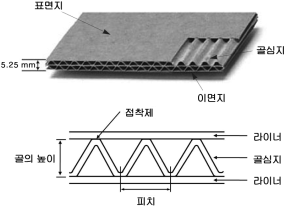 표면지
골심지
5.25 mm
이면지
접착제
라이너
골의 높이
골심지
라이너
피치